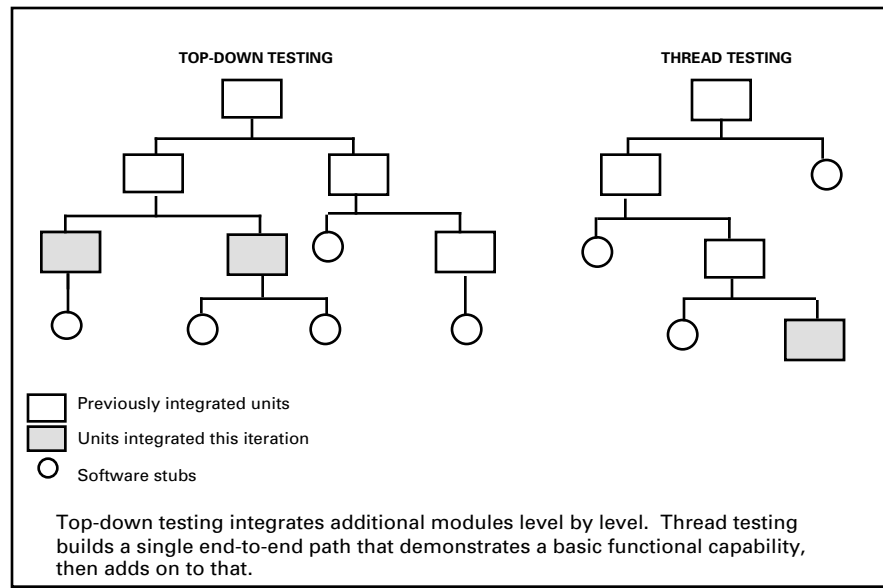 TOP-DOWN TESTING
THREAD TESTING
Previously integrated units
Units integrated this iteration
Software stubs
Top-down testing integrates additional modules level by level.  Thread testing
builds a single end-to-end path that demonstrates a basic functional capability,
then adds on to that.